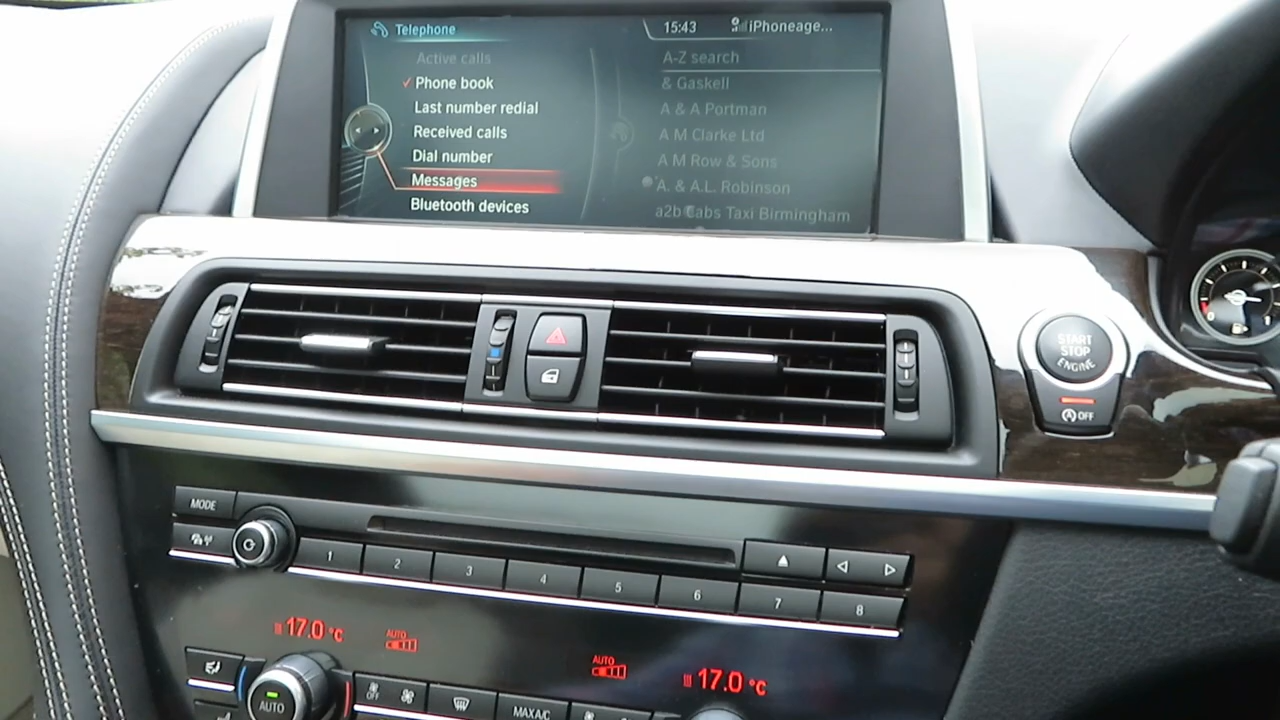 Telephone
15:43
iPhoneage...
Active calls
Phone book
Last number redial
Received calls
Dial number
Messages
Bluetooth devices
A-Z search
& Gaskell
A & A Portman
A M Clarke Ltd
A M Row & Sons
A. & A.L. Robinson
a2b Cabs Taxi Birmingham
START
STOP
ENGINE
OFF
MODE
1 2 3 4 5 6 7 8
17.0 °C
AUTO
AUTO
17.0 °C
AUTO
OFF
MAX A/C